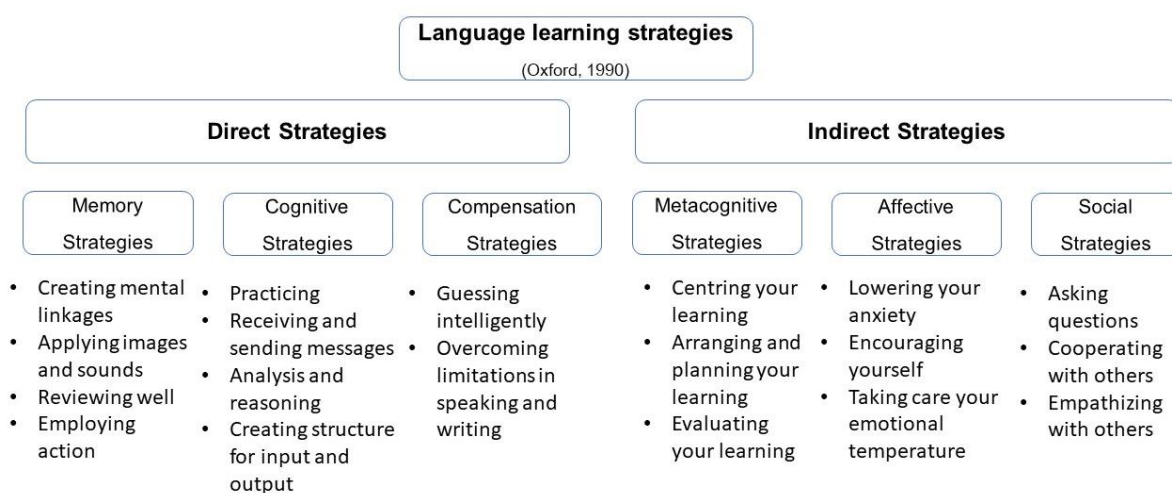 Language learning strategies
(Oxford, 1990)
Direct Strategies
Indirect Strategies
Memory
Strategies
Cognitive
Strategies
Compensation
Strategies
Metacognitive
Strategies
Affective
Strategies
Social
Strategies
• Creating mental
linkages
• Applying images
and sounds
• Reviewing well
• Employing
action
• Practicing
• Receiving and
sending messages
• Analysis and
reasoning
• Creating structure
for input and
output
• Guessing
intelligently
• Overcoming
limitations in
speaking and
writing
• Centring your
learning
• Arranging and
planning your
learning
• Evaluating
your learning
• Lowering your
anxiety
• Encouraging
yourself
• Taking care your
emotional
temperature
• Asking
questions
• Cooperating
with others
• Empathizing
with others